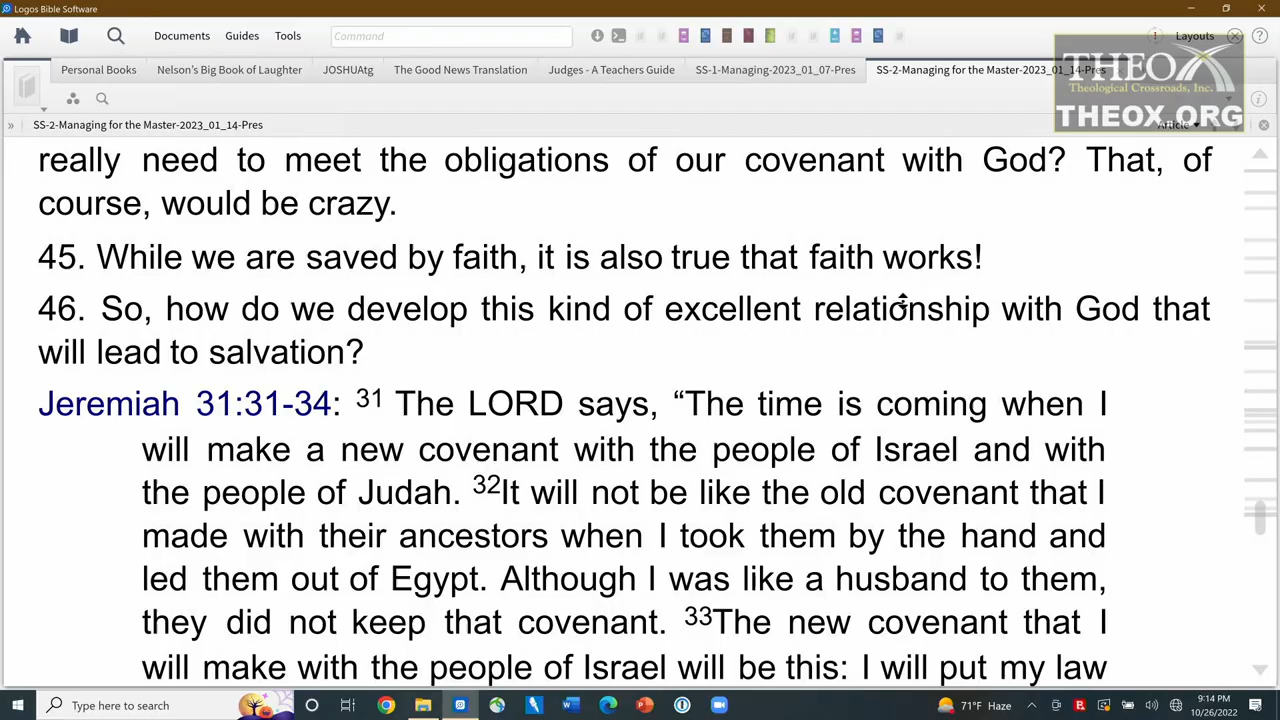 Logos Bible Software
Documents Guides Tools Command Layouts
THEOX
Theological Crossroads, Inc.
THEOX.ORG
Personal Books Nelson's Big Book of Laughter JOSHUA Good News Translation Judges - A Teachers Guide SS-1-Managing-2023_01_07-Pres SS-2-Managing for the Master-2023_01_14-Pres
SS-2-Managing for the Master-2023_01_14-Pres Article
really need to meet the obligations of our covenant with God? That, of
course, would be crazy.
45. While we are saved by faith, it is also true that faith works!
46. So, how do we develop this kind of excellent relationship with God that
will lead to salvation?
Jeremiah 31:31-34: 31 The LORD says, “The time is coming when I
will make a new covenant with the people of Israel and with
the people of Judah. 32It will not be like the old covenant that I
made with their ancestors when I took them by the hand and
led them out of Egypt. Although I was like a husband to them,
they did not keep that covenant. 33The new covenant that I
will make with the people of Israel will be this: I will put my law
Type here to search
71°F Haze
9:14 PM
10/26/2022